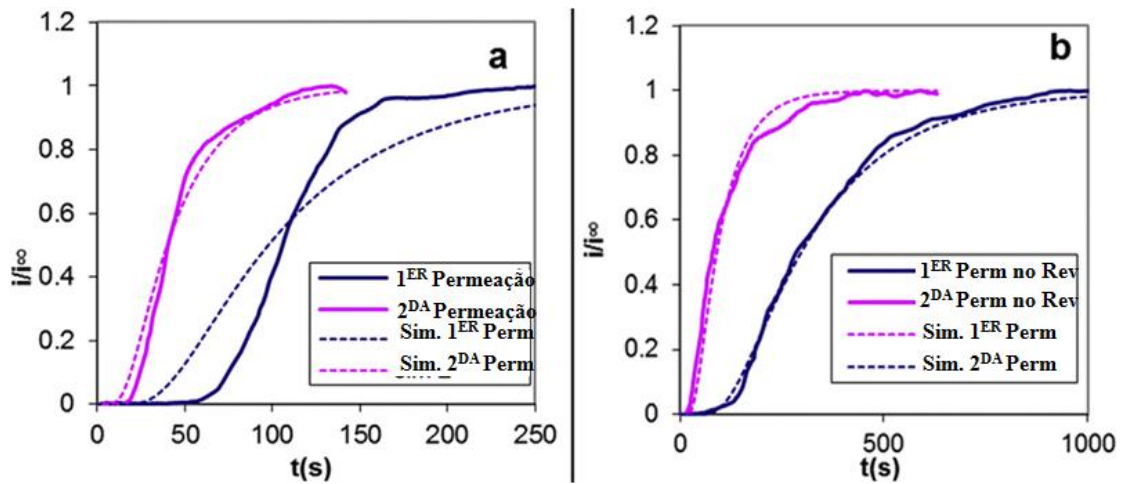 a
1.2
1
0.8
0.6
0.4
0.2
0
i/i∞
0 50 100 150 200 250
t(s)
1ER Permeação
2DA Permeação
Sim. 1ER Perm
Sim. 2DA Perm
b
1.2
1
0.8
0.6
0.4
0.2
0
i/i∞
0 500 1000
t(s)
1ER Perm no Rev
2DA Perm no Rev
Sim. 1ER Perm
Sim. 2DA Perm